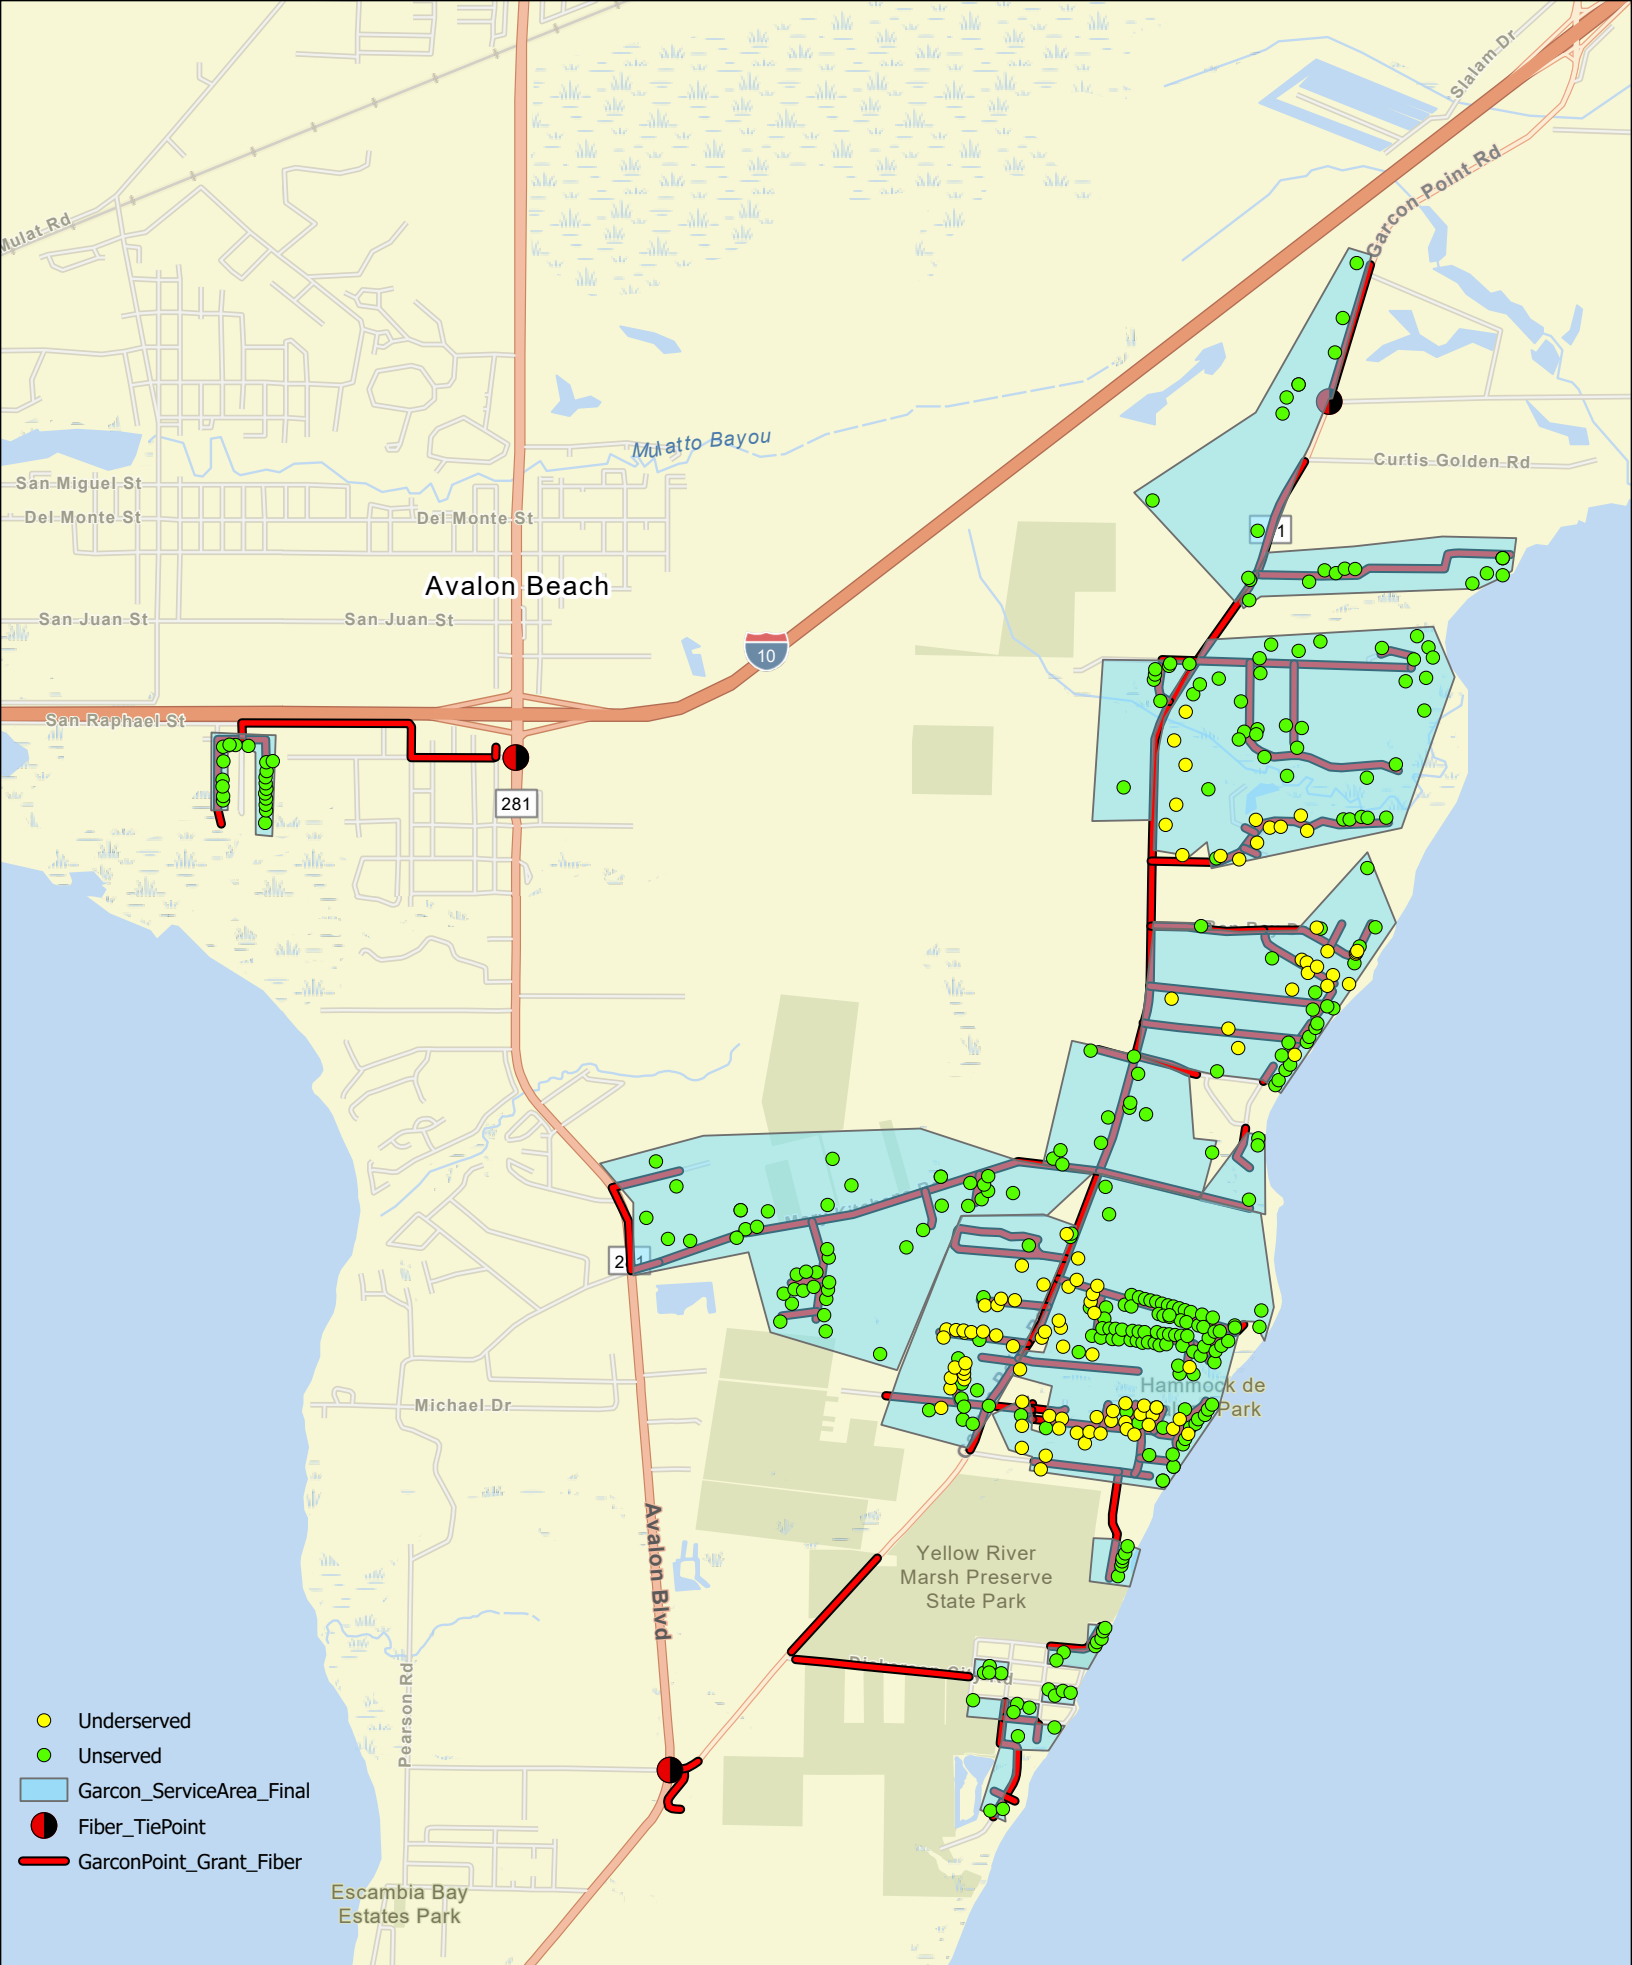 Slalam Dr
Garcon Point Rd
Mulat Rd
Mulatto Bayou
Curtis Golden Rd
San Miguel St
Del Monte St
Del Monte St
1
Avalon Beach
San Juan St
San Juan St
10
San Raphael St
281
Michael Dr
Hammock de
Park
Avalon Blvd
Yellow River
Marsh Preserve
State Park
Pearson Rd
Underserved
Unserved
Garcon_ServiceArea_Final
Fiber_TiePoint
GarconPoint_Grant_Fiber
Escambia Bay
Estates Park